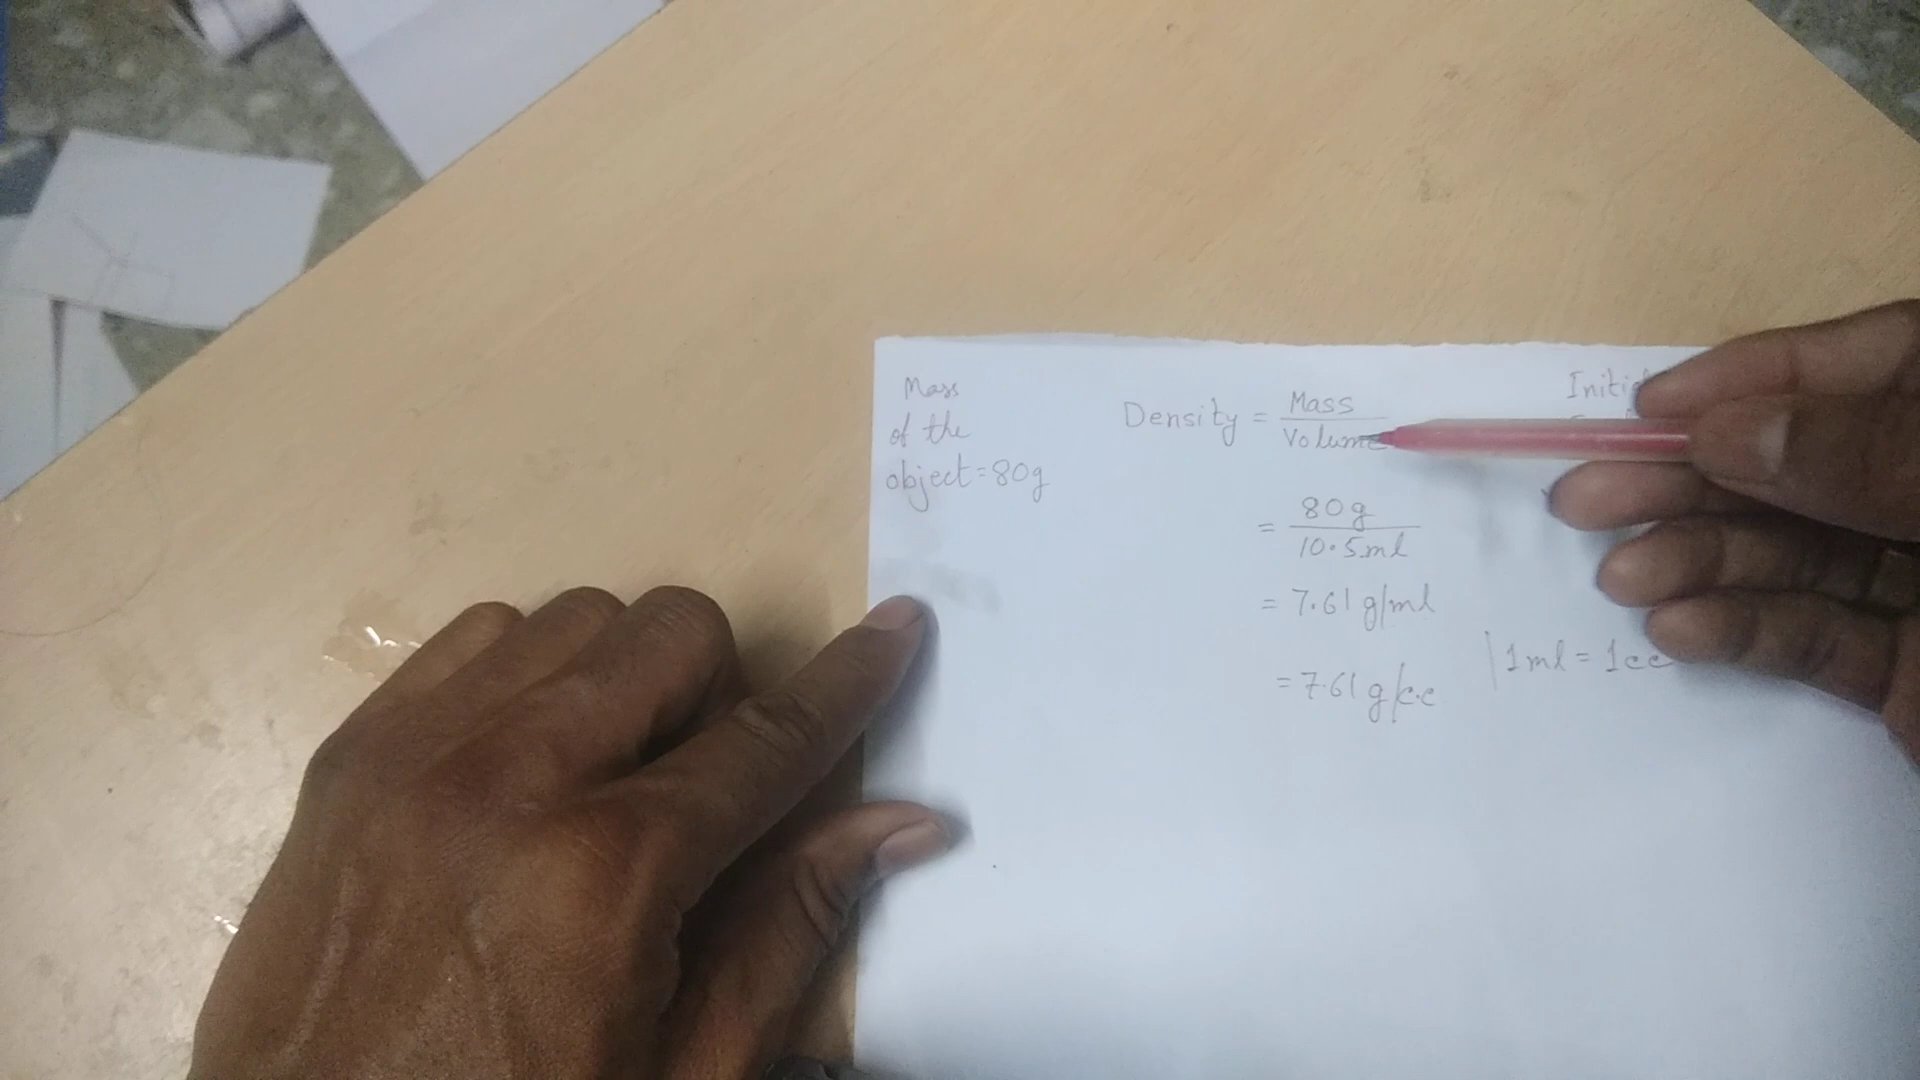 Mass
of the
object = 80g
Density = Mass
Volume
= 80g
10.5ml
= 7.61 g/ml
= 7.61 g/c.c
1ml = 1cc